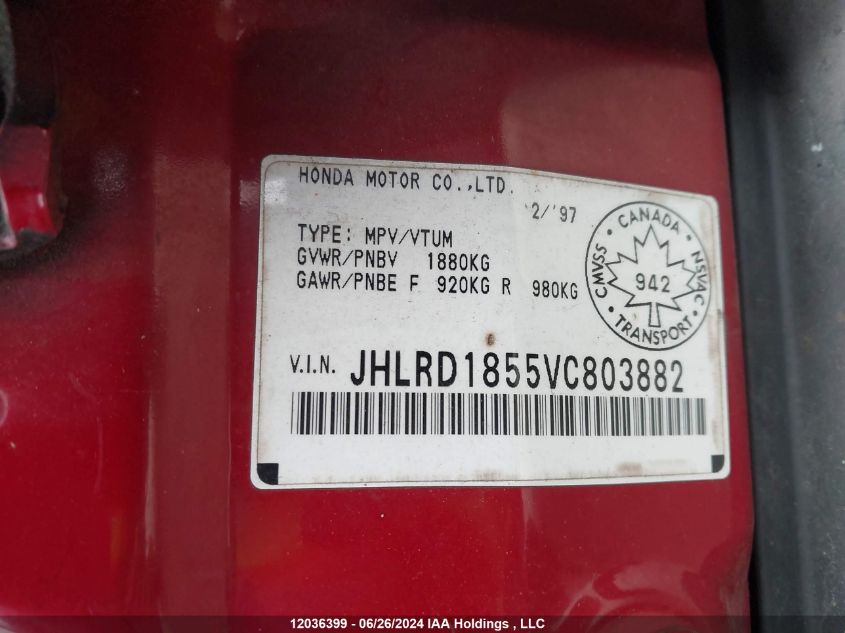 HONDA MOTOR CO.,LTD.
2/'97
TYPE: MPV/VTUM
GVWR/PNBV 1880KG
GAWR/PNBE F 920KG R 980KG
CANADA
CMVSS
NSVAC
942
TRANSPORT
V.I.N. JHLRD1855VC803882
12036399 - 06/26/2024 IAA Holdings , LLC